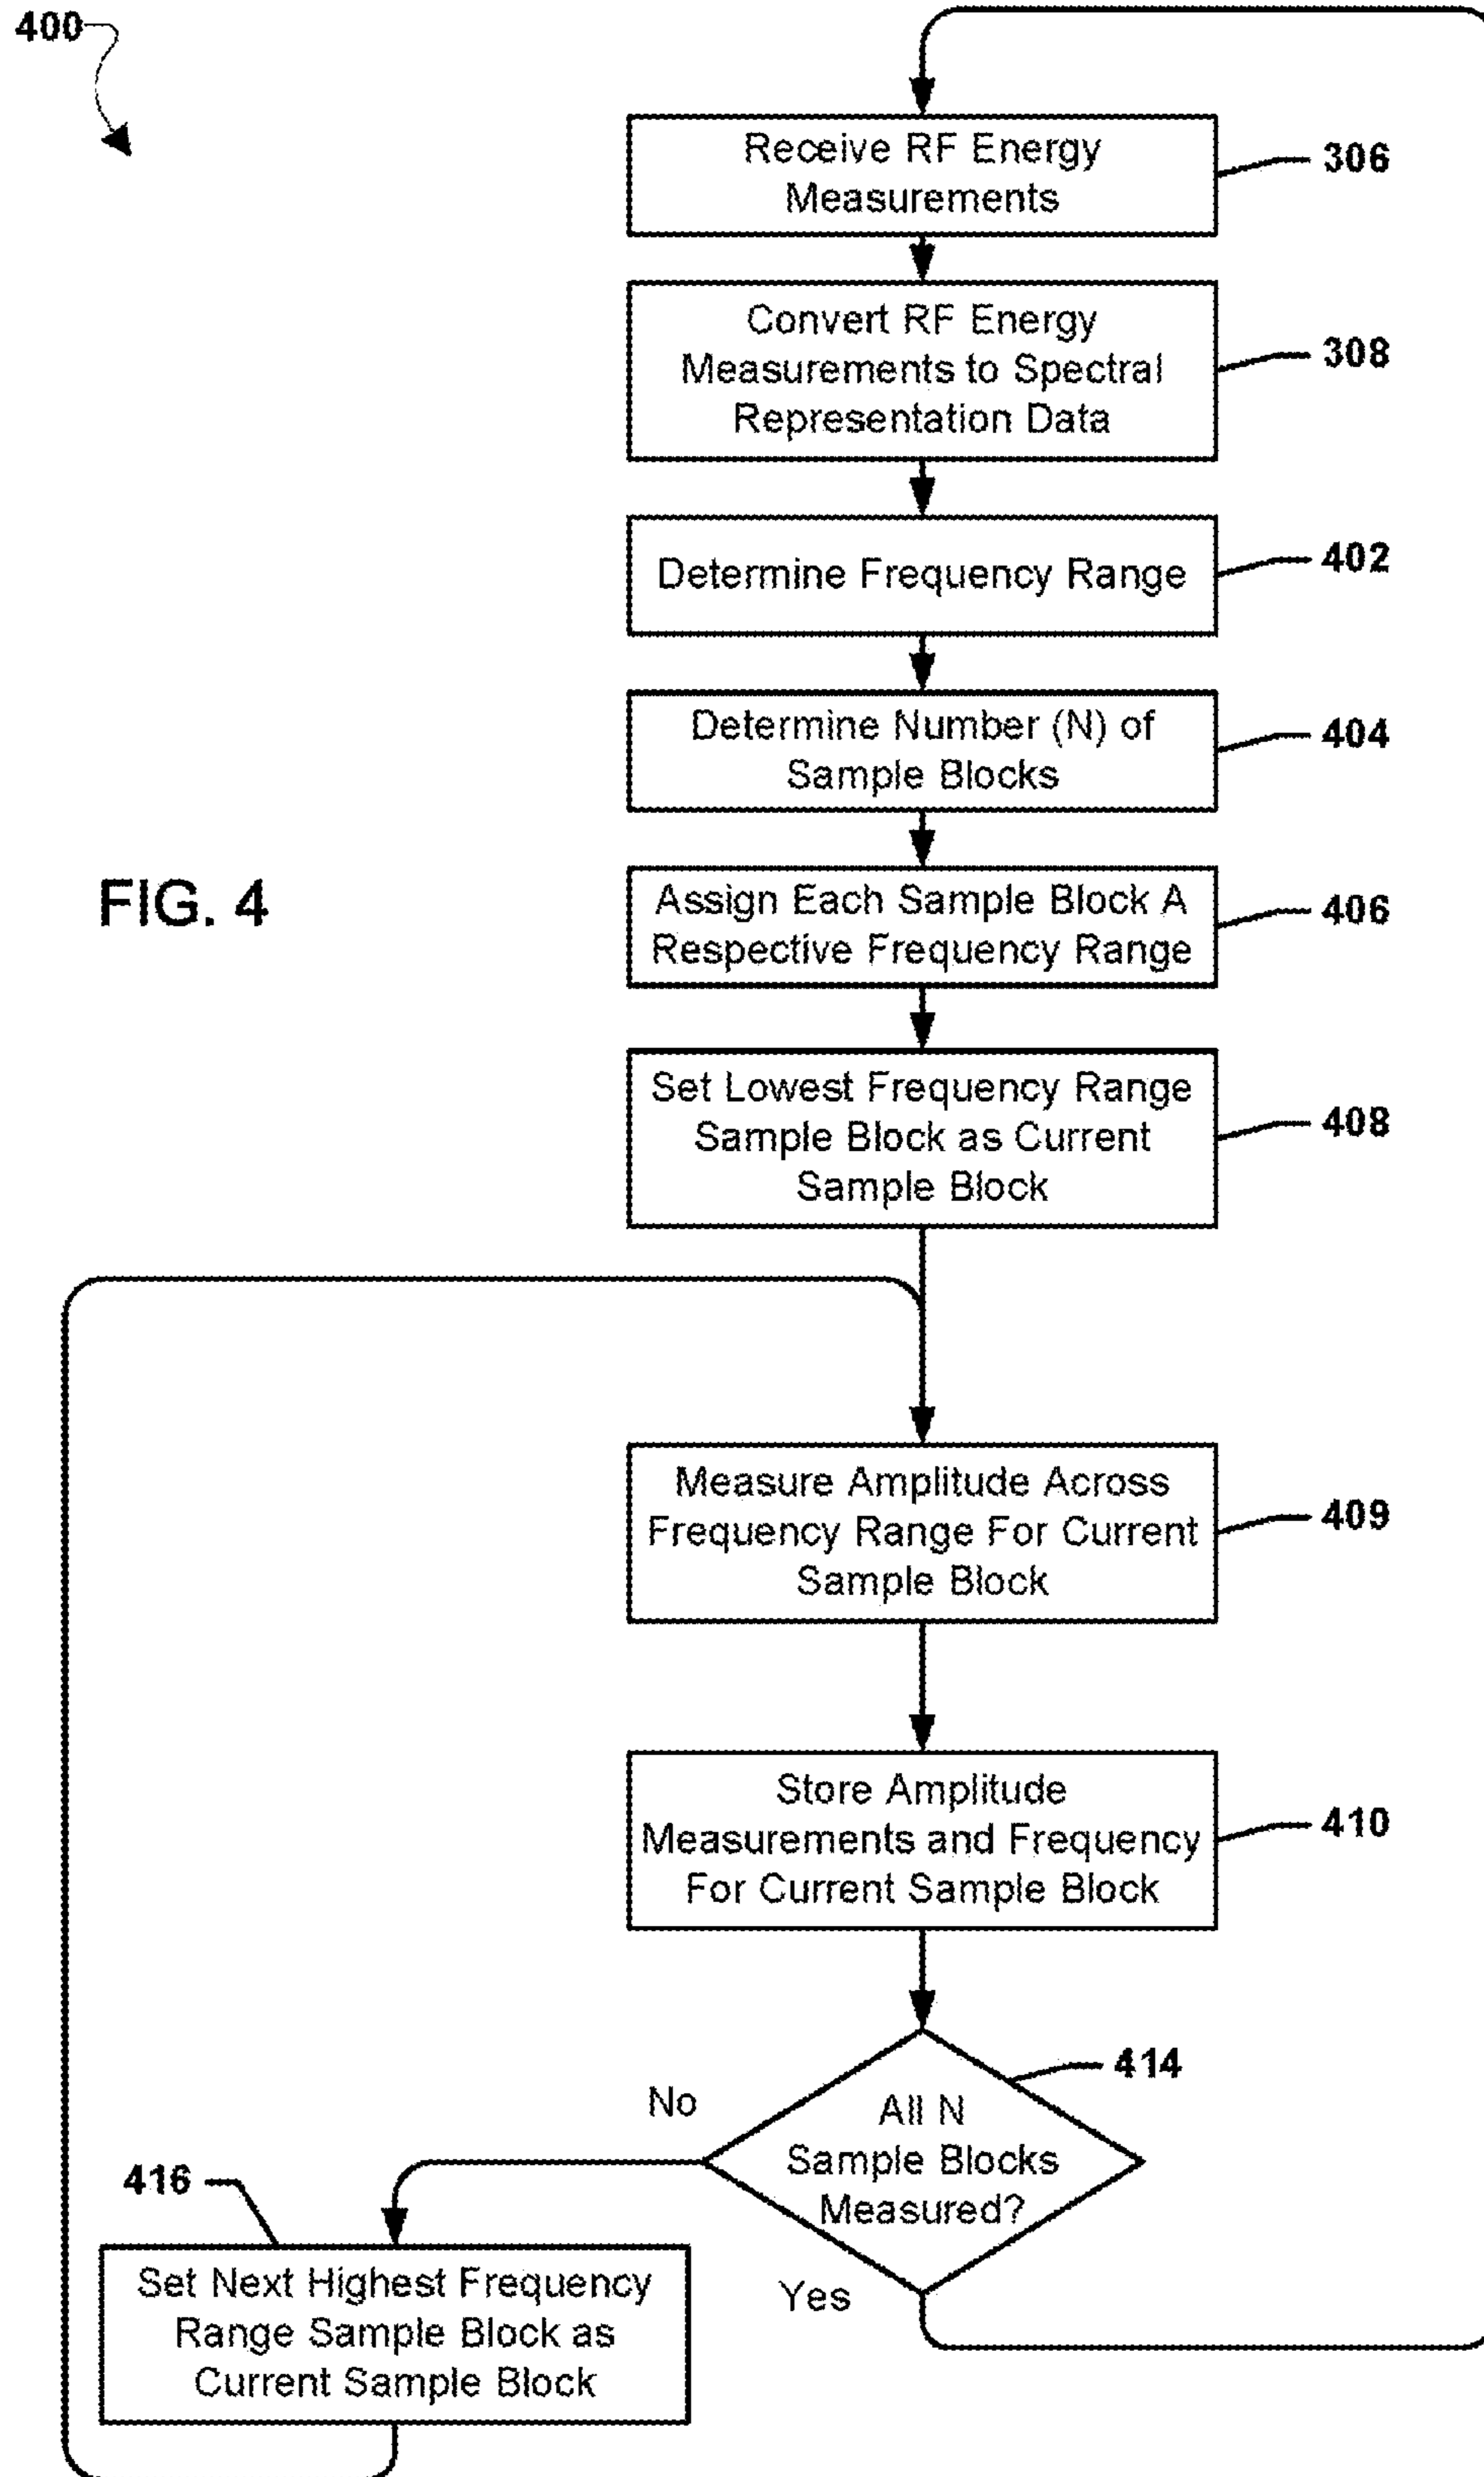 400
Receive RF Energy
Measurements
306
Convert RF Energy
Measurements to Spectral
Representation Data
308
Determine Frequency Range
402
Determine Number (N) of
Sample Blocks
404
FIG. 4
Assign Each Sample Block A
Respective Frequency Range
406
Set Lowest Frequency Range
Sample Block as Current
Sample Block
408
Measure Amplitude Across
Frequency Range For Current
Sample Block
409
Store Amplitude
Measurements and Frequency
For Current Sample Block
410
414
No
All N
Sample Blocks
Measured?
416
Yes
Set Next Highest Frequency
Range Sample Block as
Current Sample Block